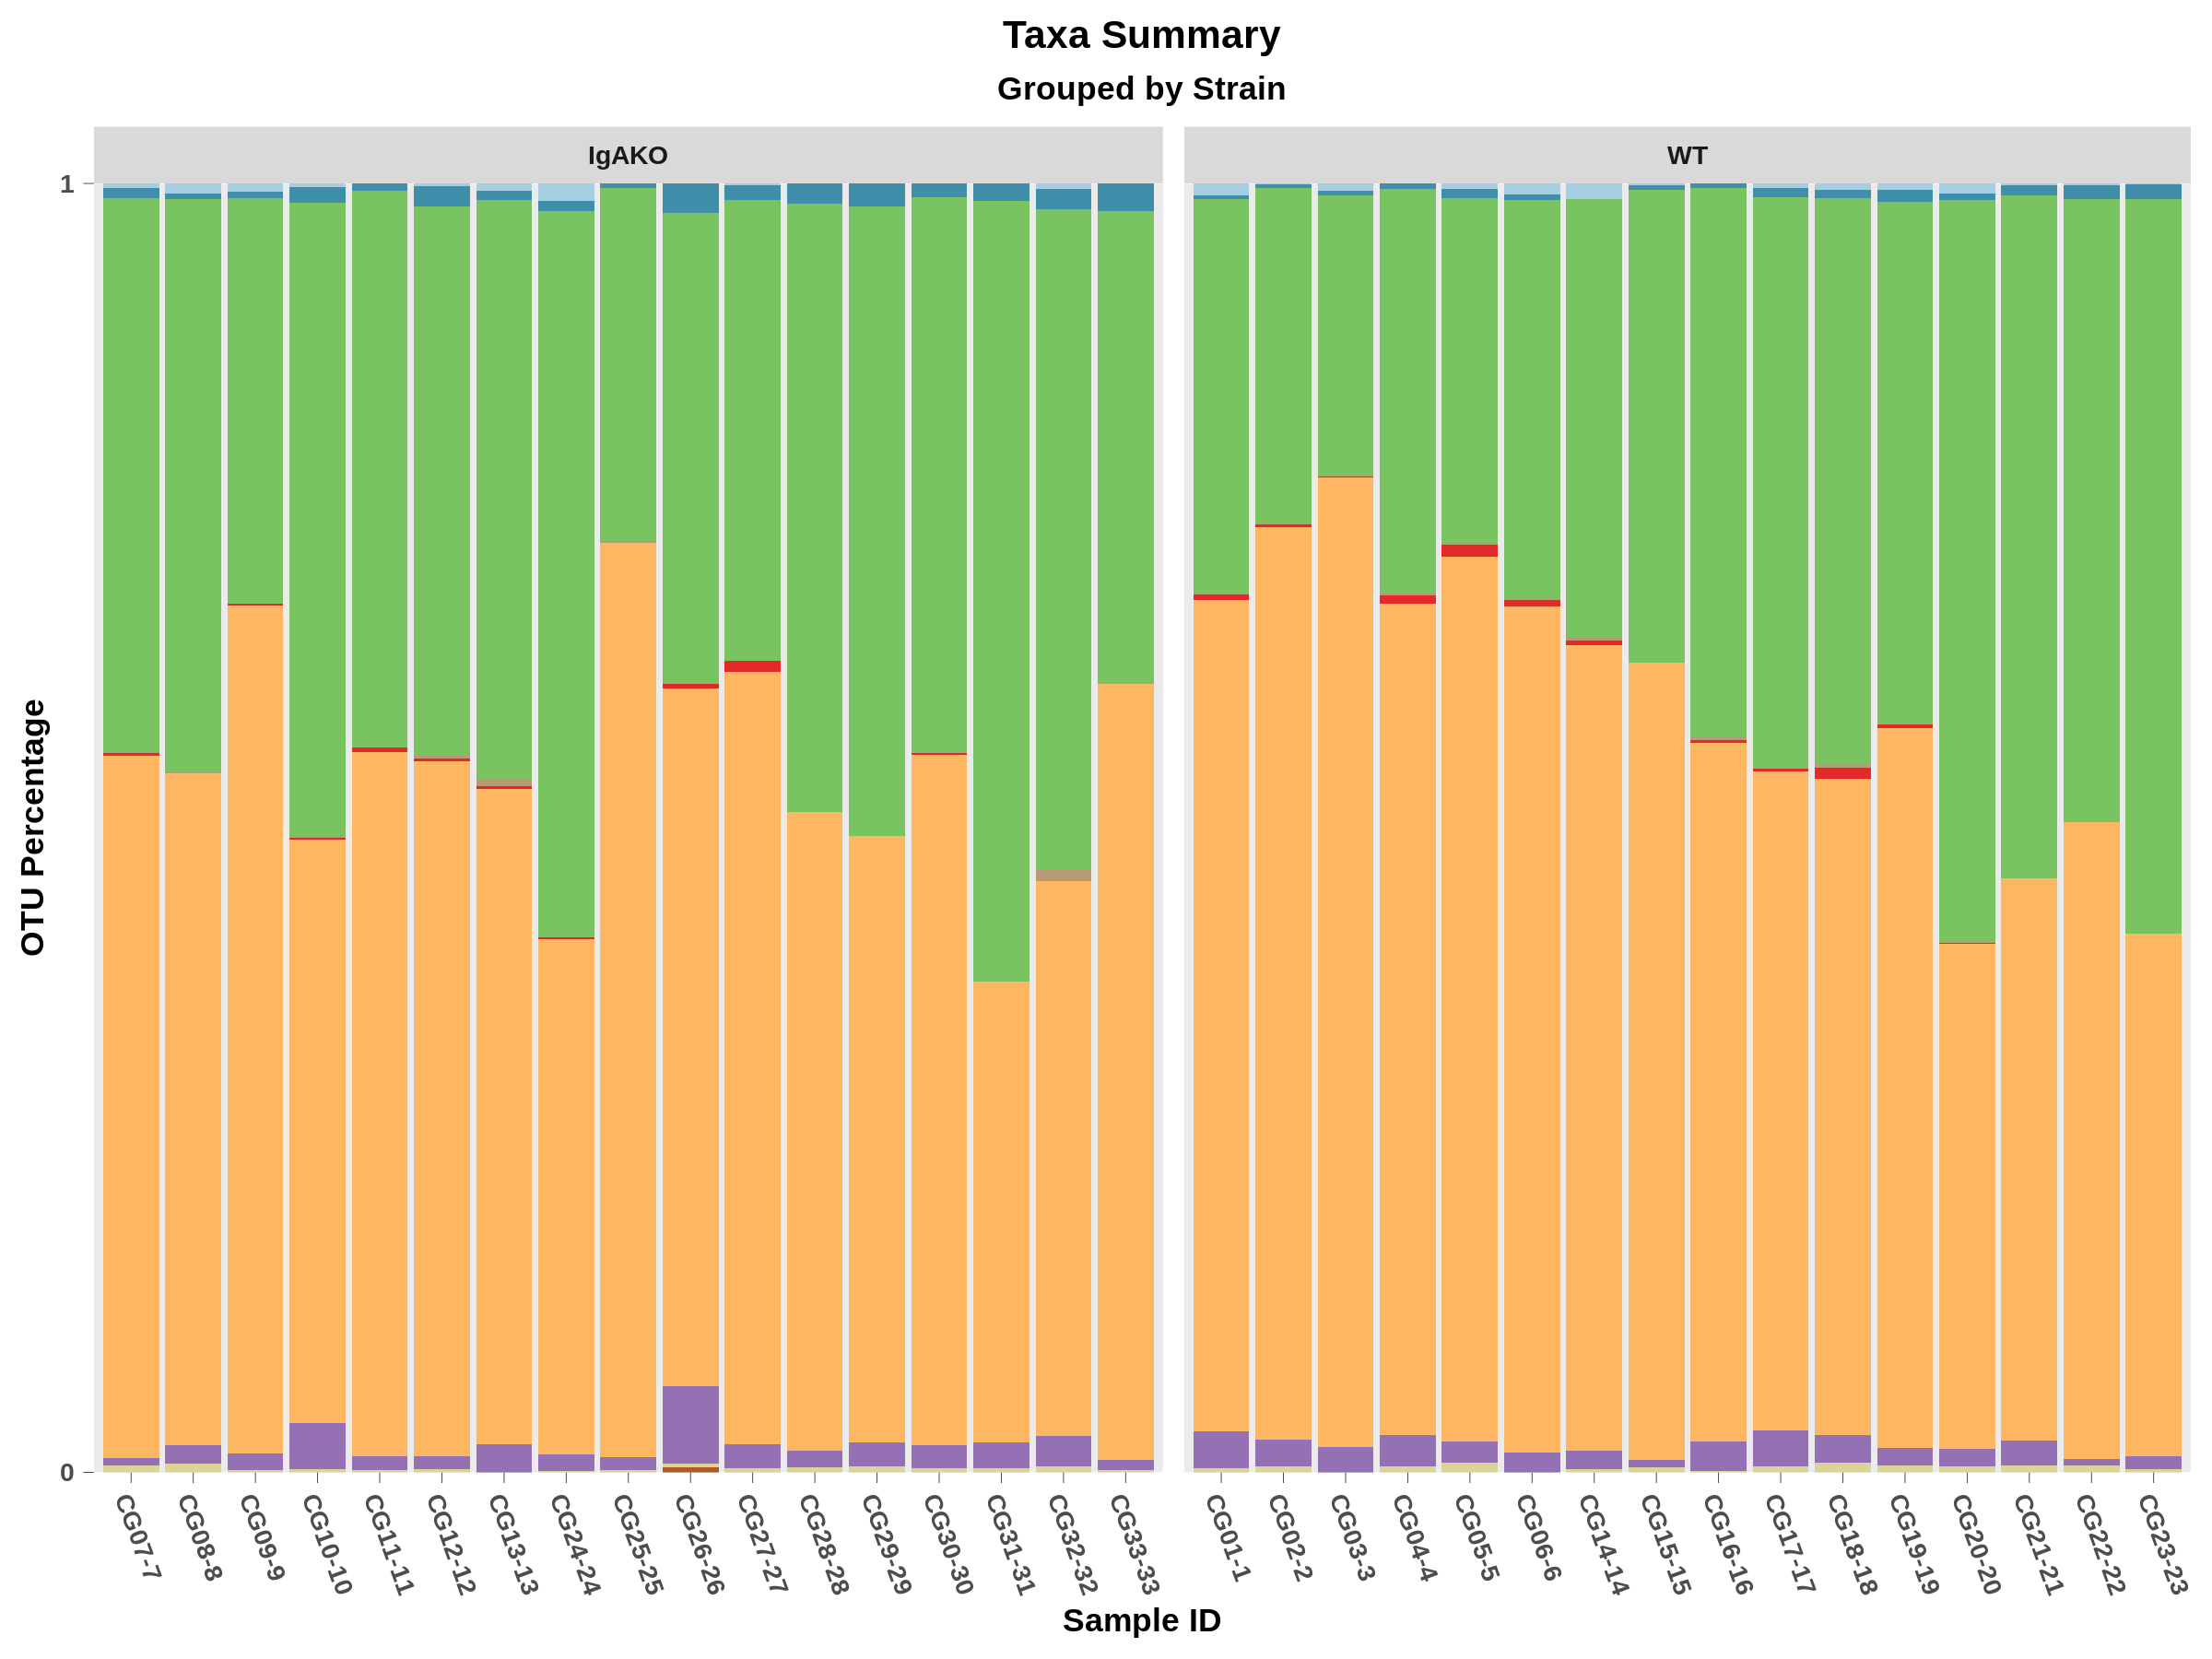 Taxa Summary
Grouped by Strain
IgAKO
WT
OTU Percentage
1
0
CG07-7
CG08-8
CG09-9
CG10-10
CG11-11
CG12-12
CG13-13
CG24-24
CG25-25
CG26-26
CG27-27
CG28-28
CG29-29
CG30-30
CG31-31
CG32-32
CG33-33
CG01-1
CG02-2
CG03-3
CG04-4
CG05-5
CG06-6
CG14-14
CG15-15
CG16-16
CG17-17
CG18-18
CG19-19
CG20-20
CG21-21
CG22-22
CG23-23
Sample ID